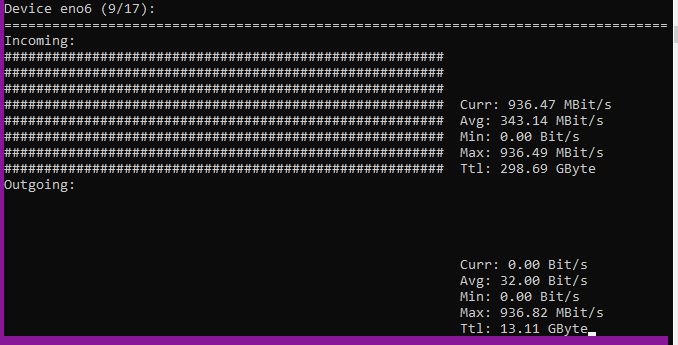 Device eno6 (9/17):
===================================================================================
Incoming:
#######################################################
#######################################################
#######################################################
####################################################### Curr: 936.47 MBit/s
####################################################### Avg: 343.14 MBit/s
####################################################### Min: 0.00 Bit/s
####################################################### Max: 936.49 MBit/s
####################################################### Ttl: 298.69 GByte
Outgoing:
Curr: 0.00 Bit/s
Avg: 32.00 Bit/s
Min: 0.00 Bit/s
Max: 936.82 MBit/s
Ttl: 13.11 GByte